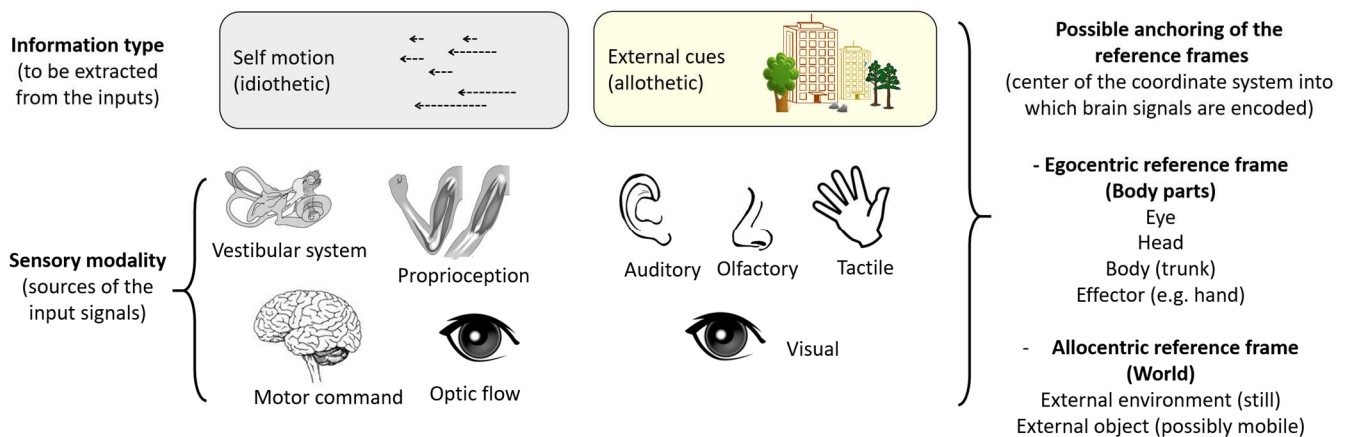 Information type
(to be extracted
from the inputs)
Self motion
(idiothetic)
External cues
(allothetic)
Possible anchoring of the
reference frames
(center of the coordinate system into
which brain signals are encoded)
Sensory modality
(sources of the
input signals)
Vestibular system
Proprioception
Motor command
Optic flow
Auditory
Olfactory
Tactile
Visual
- Egocentric reference frame
(Body parts)
Eye
Head
Body (trunk)
Effector (e.g. hand)
- Allocentric reference frame
(World)
External environment (still)
External object (possibly mobile)